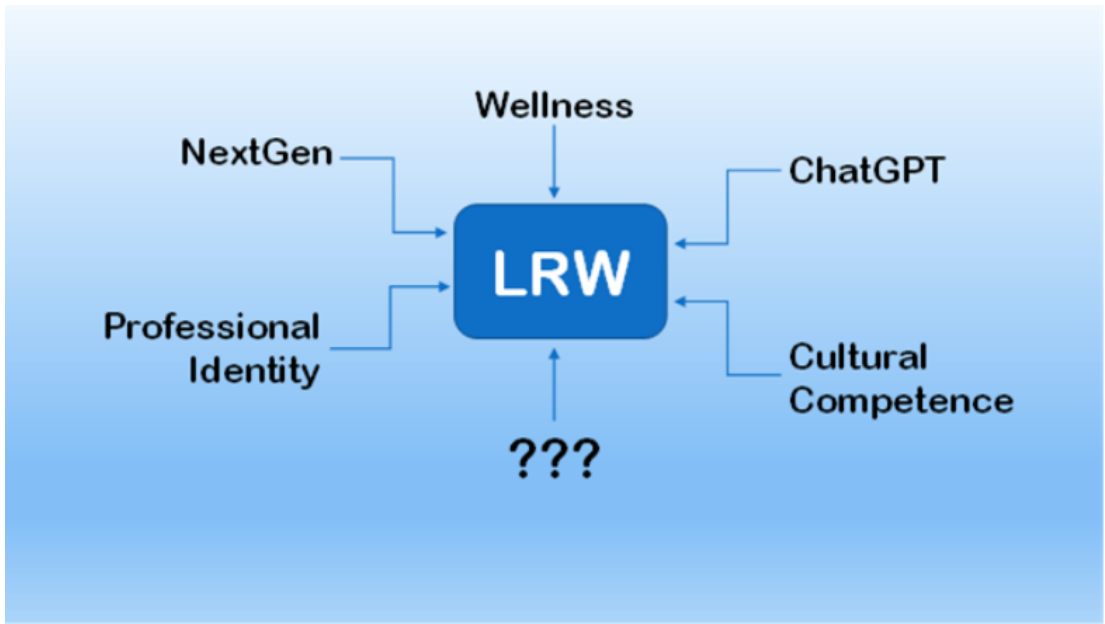 Wellness
NextGen
ChatGPT
LRW
Professional
Identity
Cultural
Competence
???